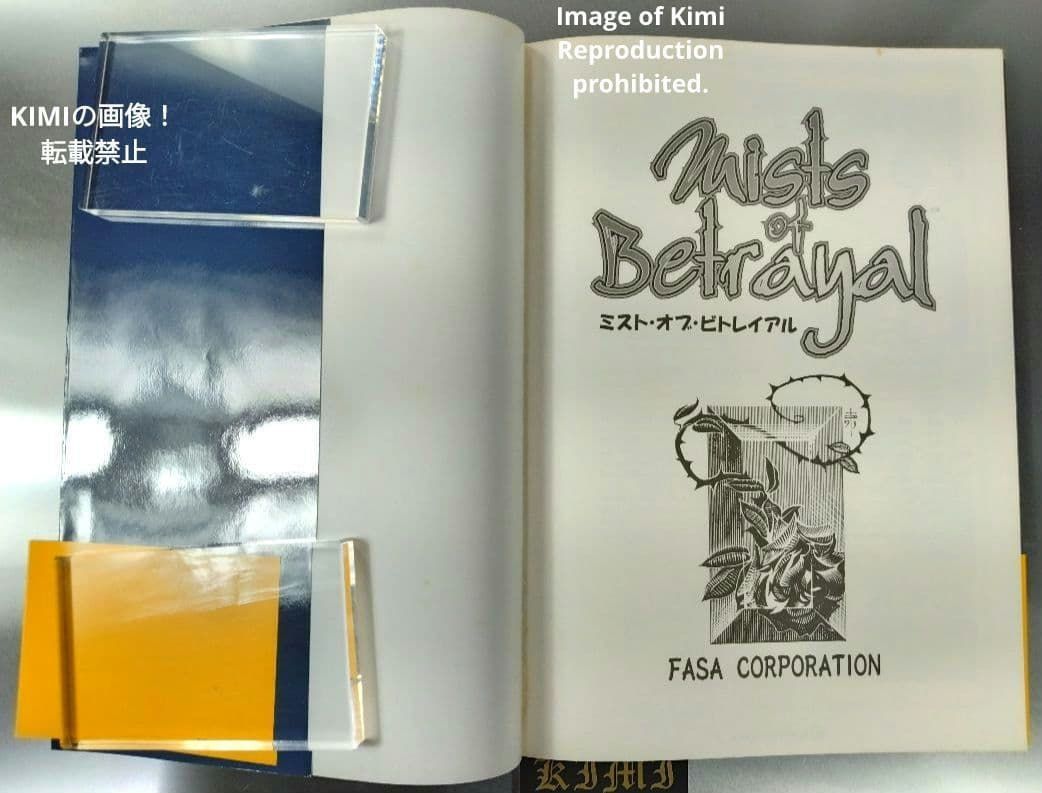 Image of Kimi
Reproduction
prohibited.
KIMIの画像！
転載禁止
Mists
of
Betrayal
ミスト・オブ・ビトレイアル
FASA CORPORATION
KIMI